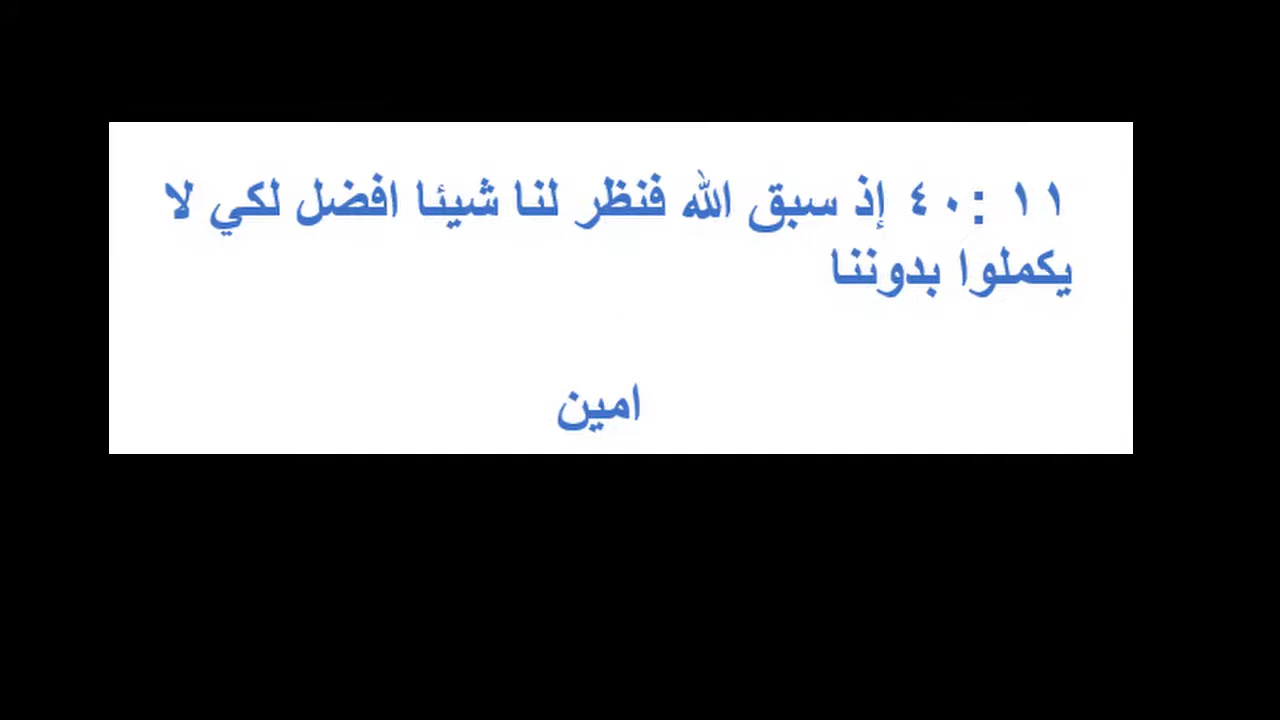 ١١ :٤٠ إذ سبق الله فنظر لنا شيئا افضل لكي لا
يكملوا بدوننا
امين